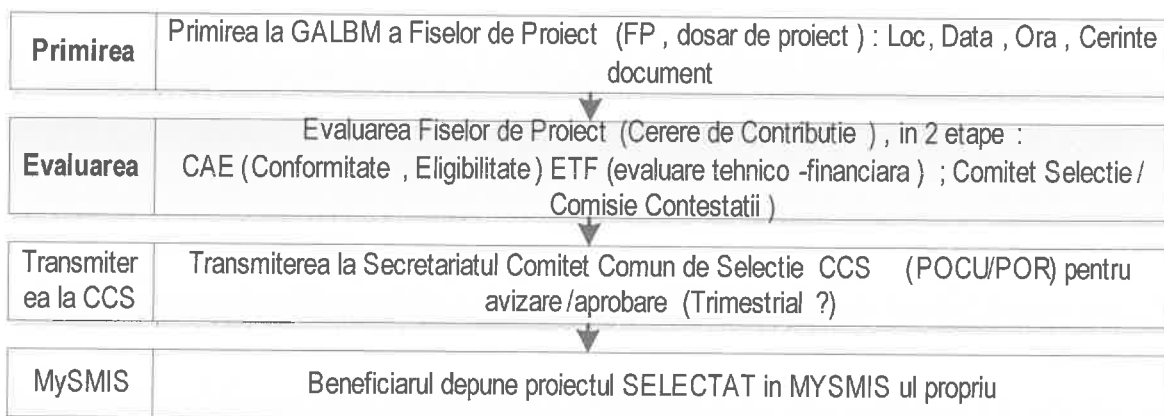 Primirea
Primirea la GALBM a Fiselor de Proiect (FP , dosar de proiect ) : Loc, Data , Ora , Cerinte
document
Evaluarea
Evaluarea Fiselor de Proiect (Cerere de Contributie ) , in 2 etape :
CAE (Conformitate , Eligibilitate) ETF (evaluare tehnico -financiara ) ; Comitet Selectie /
Comisie Contestatii )
Transmiter
ea la CCS
Transmiterea la Secretariatul Comitet Comun de Selectie CCS (POCU/POR) pentru
avizare/aprobare (Trimestrial ?)
MySMIS
Beneficiarul depune proiectul SELECTAT in MYSMIS ul propriu